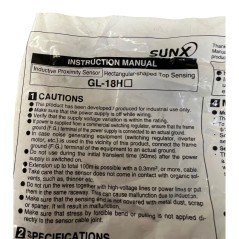 SUNX
INSTRUCTION MANUAL
Inductive Proximity Sensor Rectangular-shaped Top Sensing
GL-18H□
1 CAUTIONS
● This product has been developed / produced for industrial use only.
● Make sure that the power supply is off while wiring.
● Verify that the supply voltage variation is within the rating.
● If power is supplied from a commercial switching regulator, ensure that the frame
ground (F.G.) terminal of the power supply is connected to an actual ground.
● In case noise generating equipment (switching regulator, inverter
motor, etc.) is used in the vicinity of this product, connect the frame
ground (F.G.) terminal of the equipment to an actual ground.
● Do not use during the initial transient time (50ms) after the power
supply is switched on.
● Extension up to total 100m is possible with a 0.3mm², or more, cable.
● Take care that the sensor does not come in contact with organic sol-
vents, such as, thinner etc.
● Do not run the wires together with high-voltage lines or power lines or put
them in the same raceway. This can cause malfunction due to induction.
● Make sure that the sensing end is not covered with metal dust, scrap
or spatter. It will result in malfunction.
● Make sure that stress by forcible bend or pulling is not applied di-
rectly to the sensor cable joint.
2 SPECIFICATIONS
Than
Manu
4